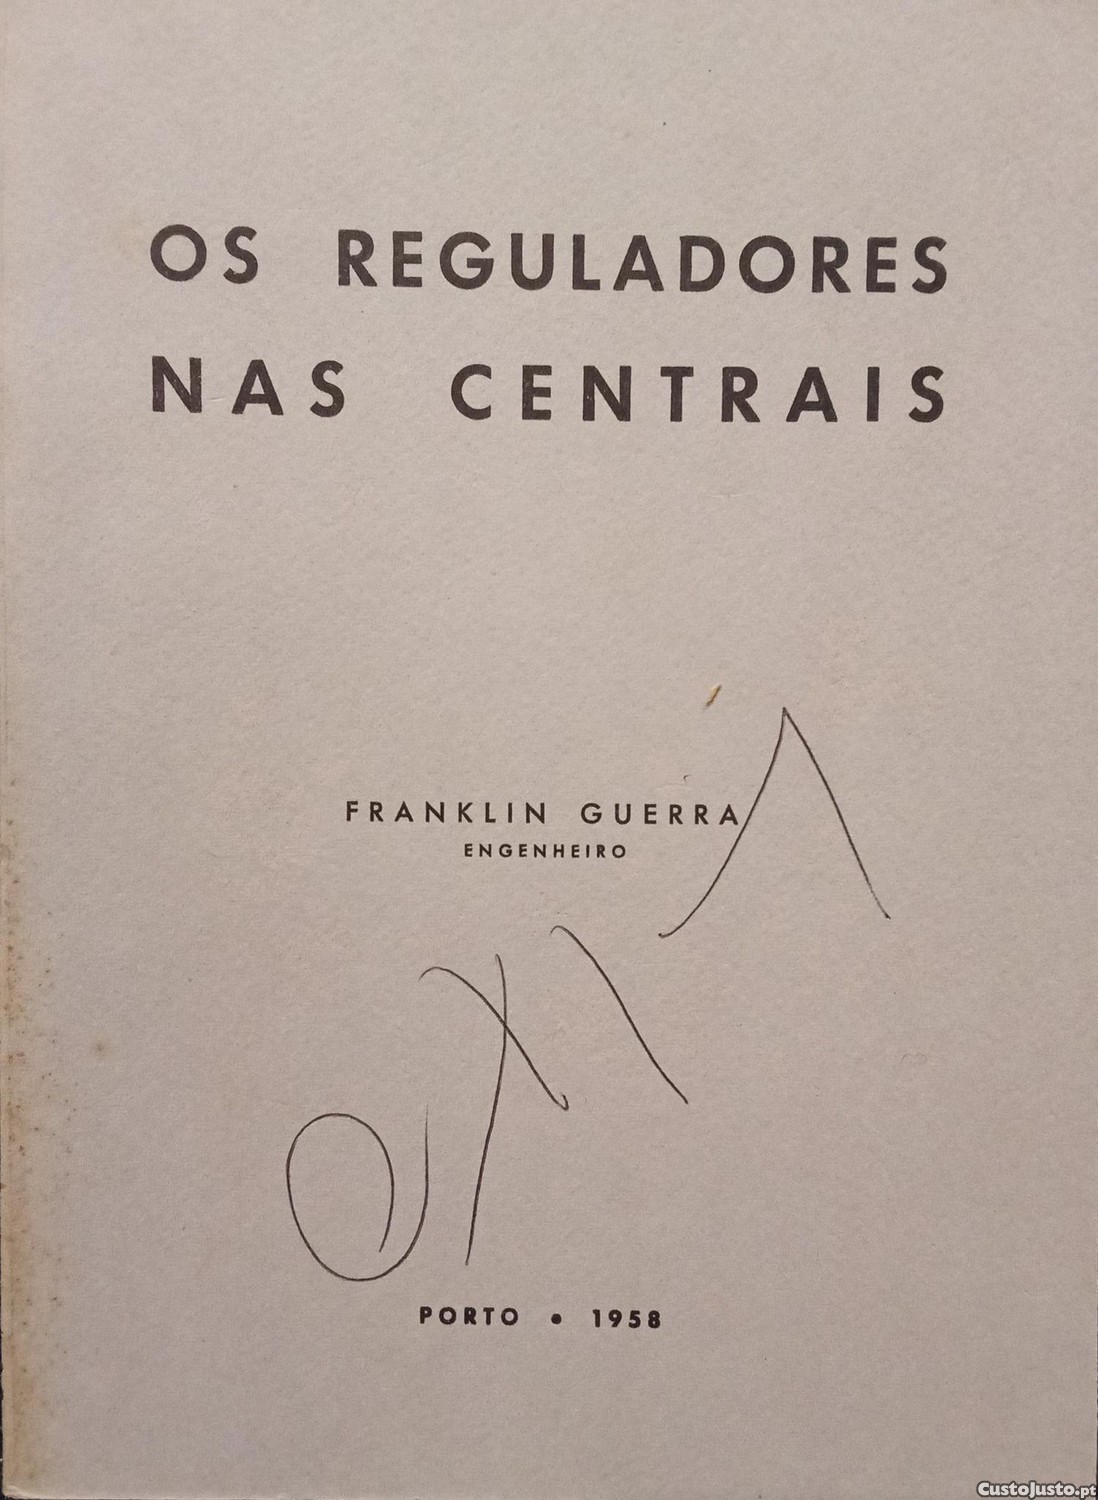 OS REGULADORES
NAS CENTRAIS
FRANKLIN GUERRA
ENGENHEIRO
PORTO • 1958
CustoJusto.pt